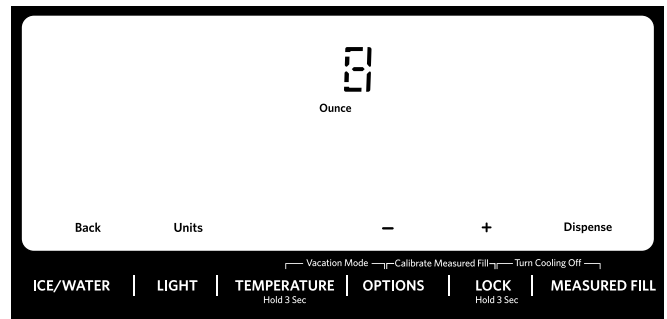 8
Ounce
Back Units – + Dispense
Vacation Mode Calibrate Measured Fill Turn Cooling Off
ICE/WATER LIGHT TEMPERATURE OPTIONS LOCK MEASURED FILL
Hold 3 Sec Hold 3 Sec